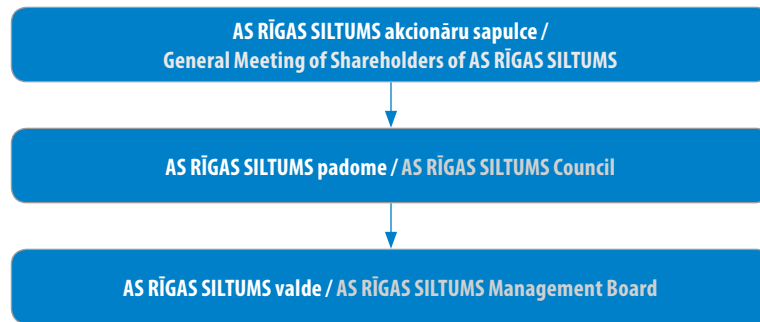 AS RĪGAS SILTUMS akcionāru sapulce /
General Meeting of Shareholders of AS RĪGAS SILTUMS
AS RĪGAS SILTUMS padome / AS RĪGAS SILTUMS Council
AS RĪGAS SILTUMS valde / AS RĪGAS SILTUMS Management Board